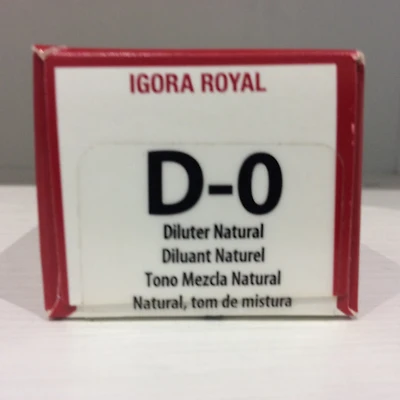 IGORA ROYAL
D-0
Diluter Natural
Diluant Naturel
Tono Mezcla Natural
Natural, tom de mistura